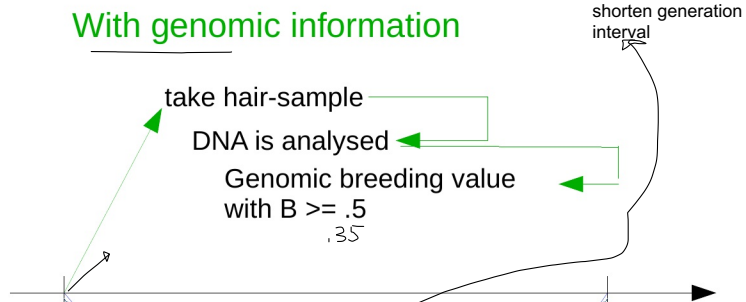 With genomic information
shorten generation
interval
take hair-sample
DNA is analysed
Genomic breeding value
with B >= .5
.35